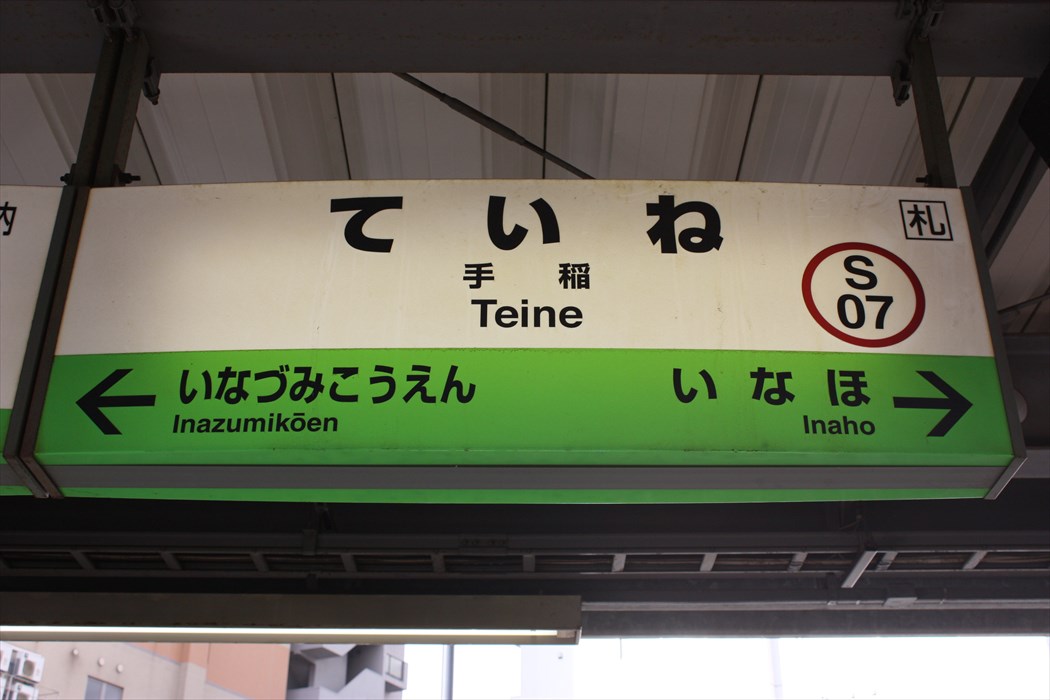 ていね
手稲
Teine
札
S
07
いなづみこうえん
Inazumikōen
いなほ
Inaho